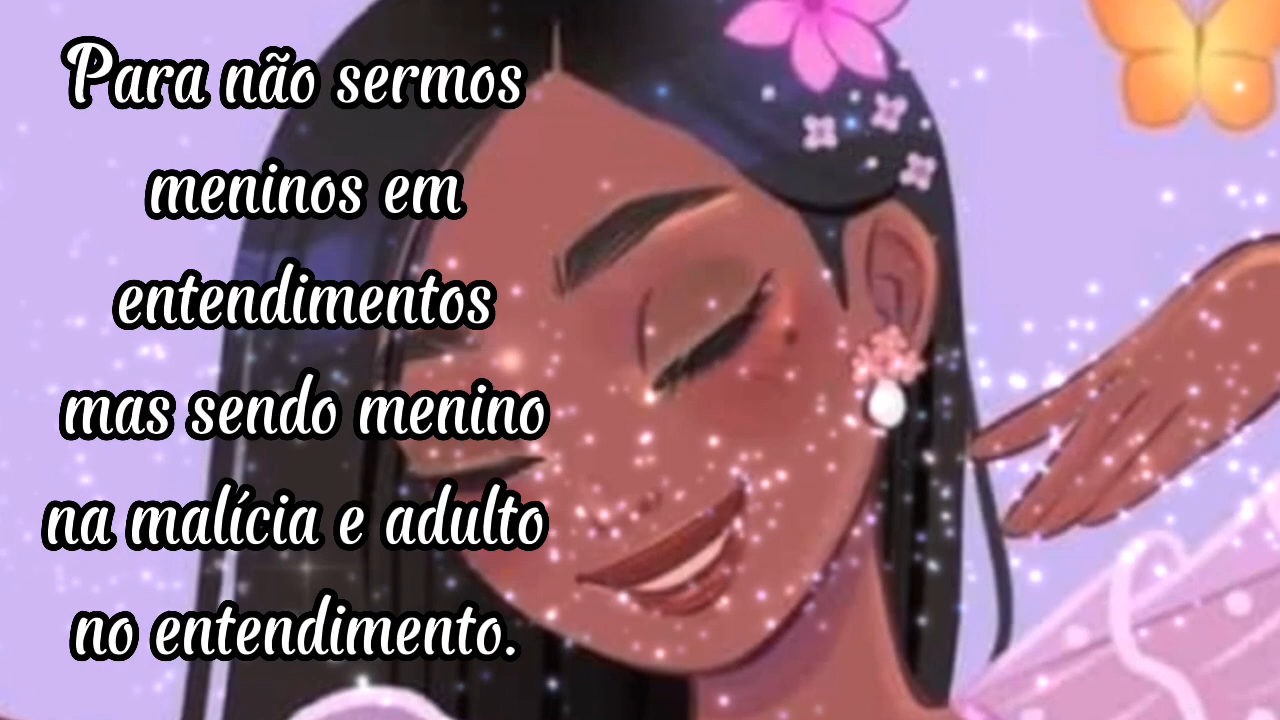 Para não sermos
meninos em
entendimentos
mas sendo menino
na malícia e adulto
no entendimento.